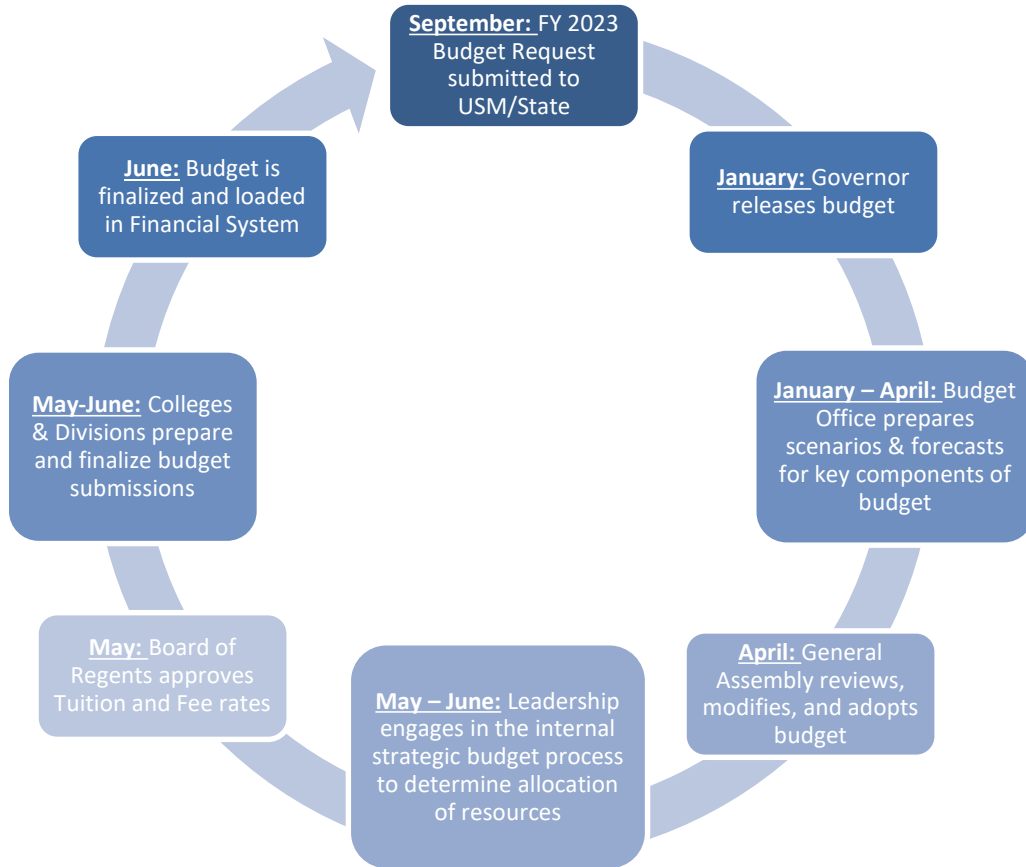 September: FY 2023
Budget Request
submitted to
USM/State
January: Governor
releases budget
January – April: Budget
Office prepares
scenarios & forecasts
for key components of
budget
April: General
Assembly reviews,
modifies, and adopts
budget
May – June: Leadership
engages in the internal
strategic budget process
to determine allocation
of resources
May: Board of
Regents approves
Tuition and Fee rates
May-June: Colleges
& Divisions prepare
and finalize budget
submissions
June: Budget is
finalized and loaded
in Financial System